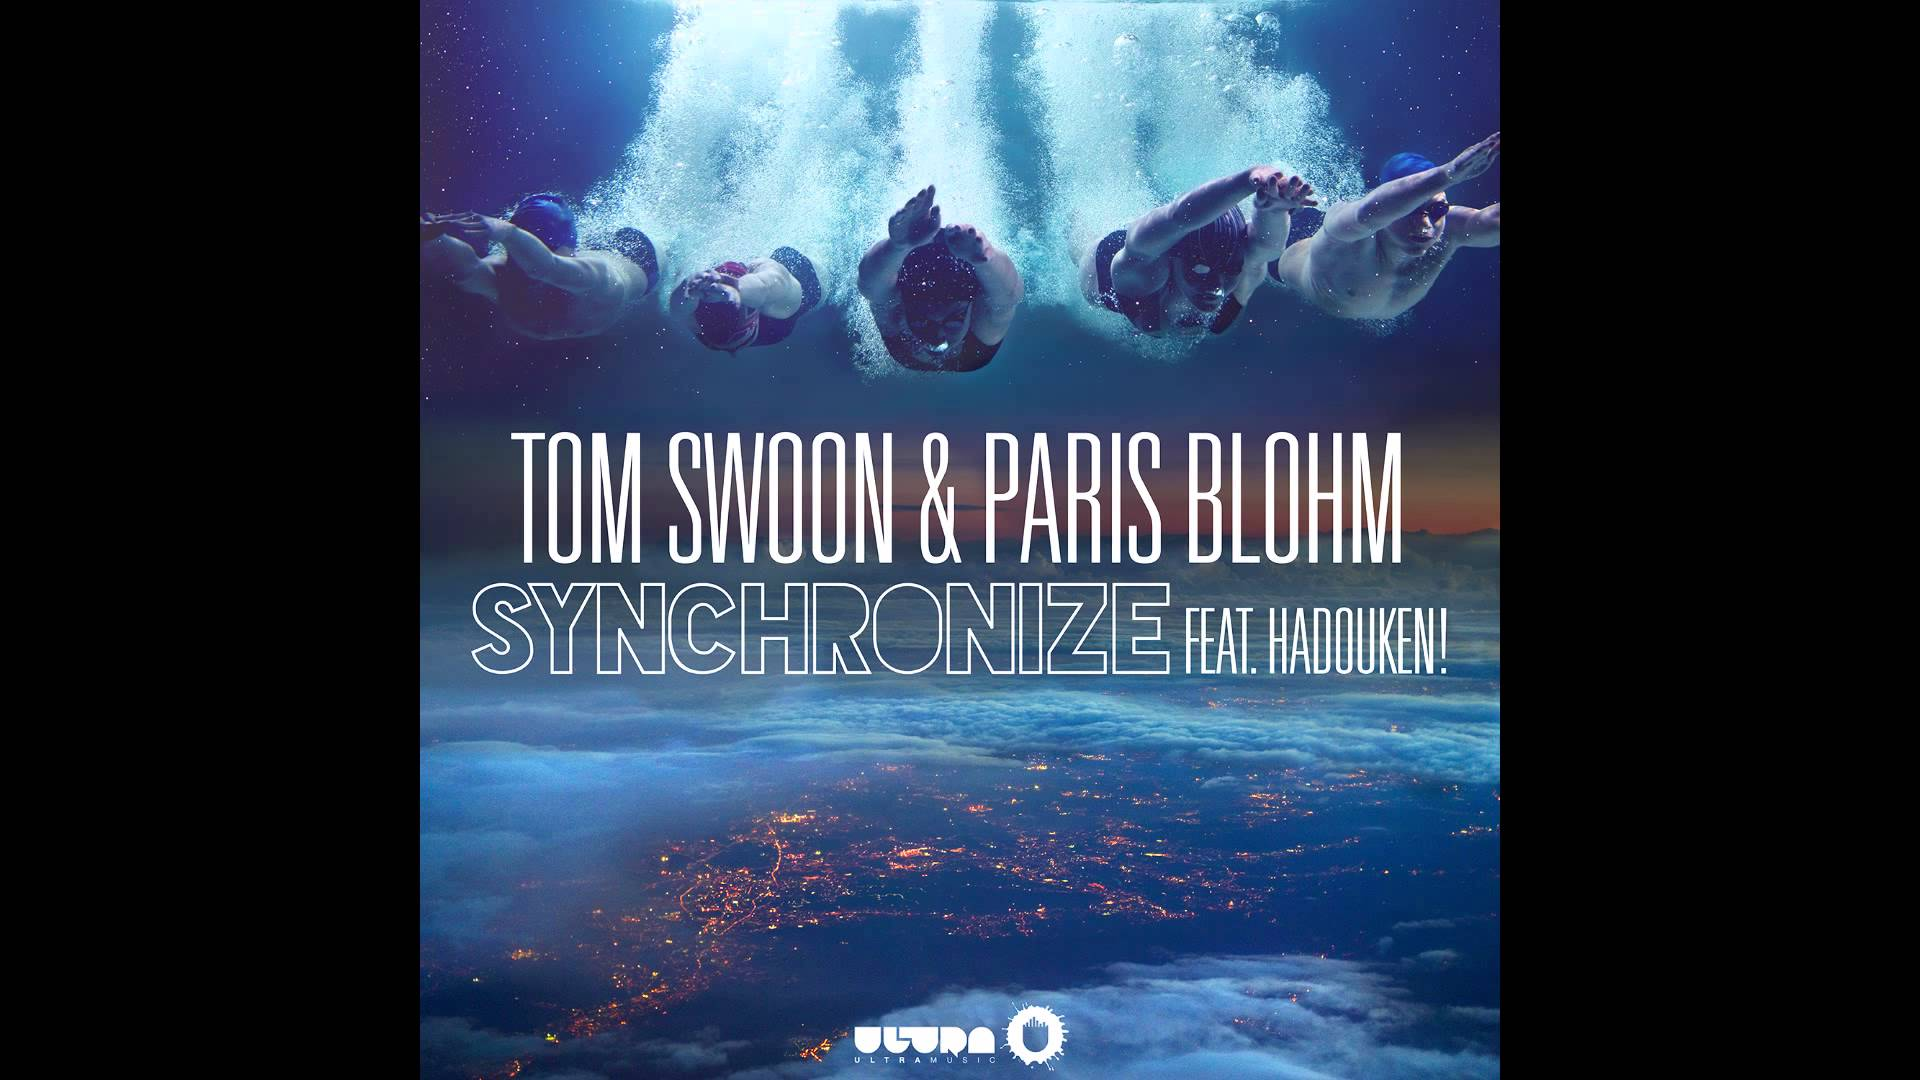 TOM SWOON & PARIS BLOHM
SYNCHRONIZE FEAT. HADOUKEN!
ULTRA
ULTRAMUSIC